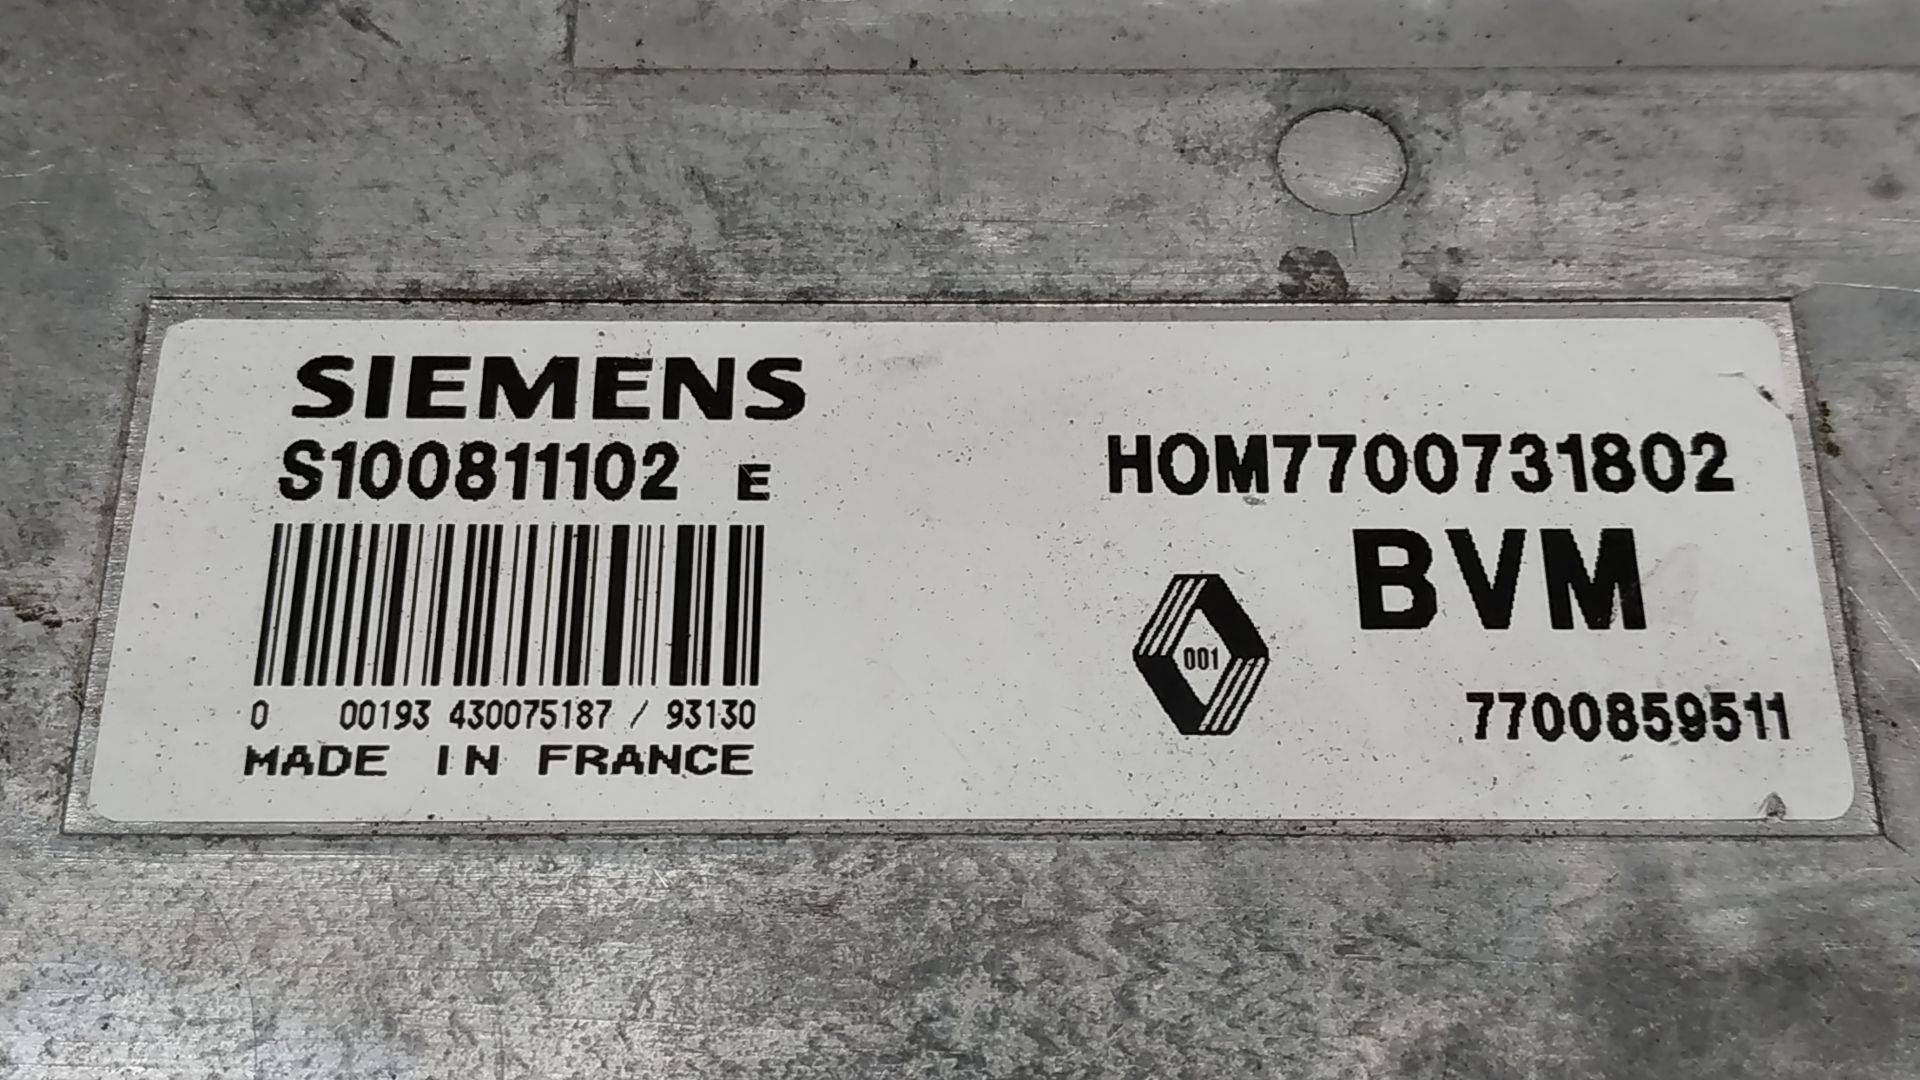 SIEMENS
S100811102 E
0 00193 430075187 / 93130
MADE IN FRANCE
HOM7700731802
BVM
001
7700859511